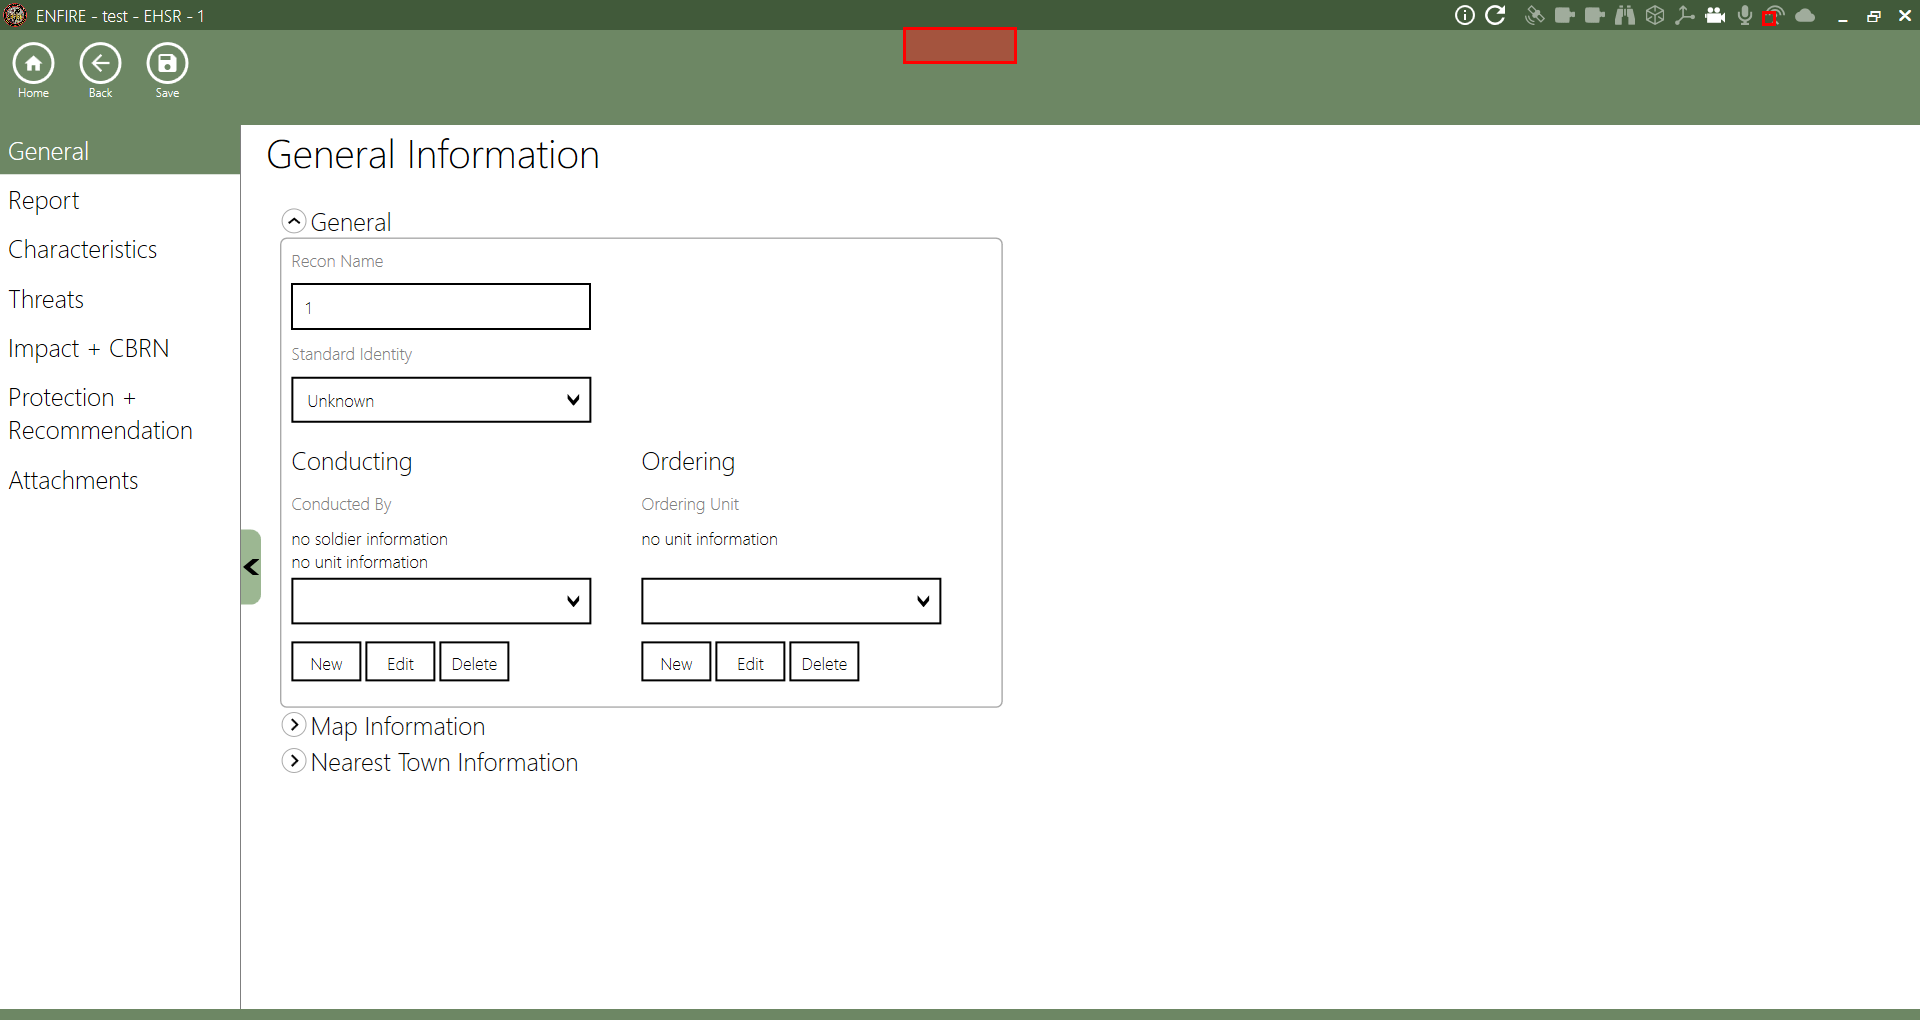 ENFIRE - test - EHSR - 1
Home
Back
Save
General
Report
Characteristics
Threats
Impact + CBRN
Protection +
Recommendation
Attachments
General Information
General
Recon Name
1
Standard Identity
Unknown
Conducting
Ordering
Conducted By
Ordering Unit
no soldier information
no unit information
no unit information
New
Edit
Delete
New
Edit
Delete
Map Information
Nearest Town Information